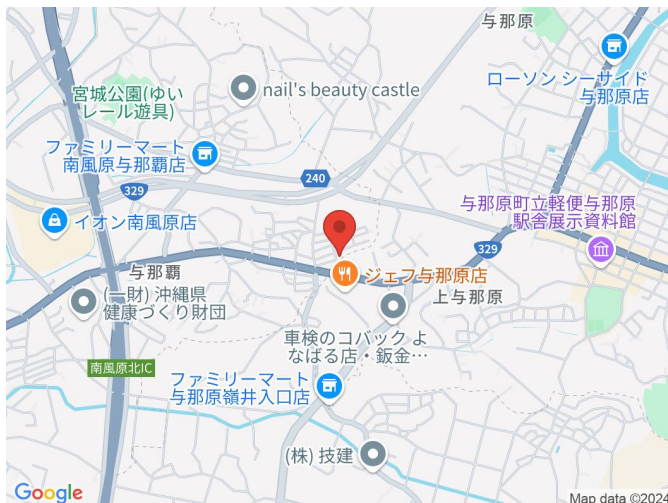 与那原
ローソン シーサイド
与那原店
nail's beauty castle
宮城公園(ゆい
レール遊具)
ファミリーマート
南風原与那覇店
240
329
与那原町立軽便与那原
駅舎展示資料館
イオン南風原店
329
与那覇
ジェフ与那原店
上与那原
(一財) 沖縄県
健康づくり財団
車検のコバック よ
なばる店・鈑金…
南風原北IC
ファミリーマート
与那原嶺井入口店
(株) 技建
Google
Map data ©2024